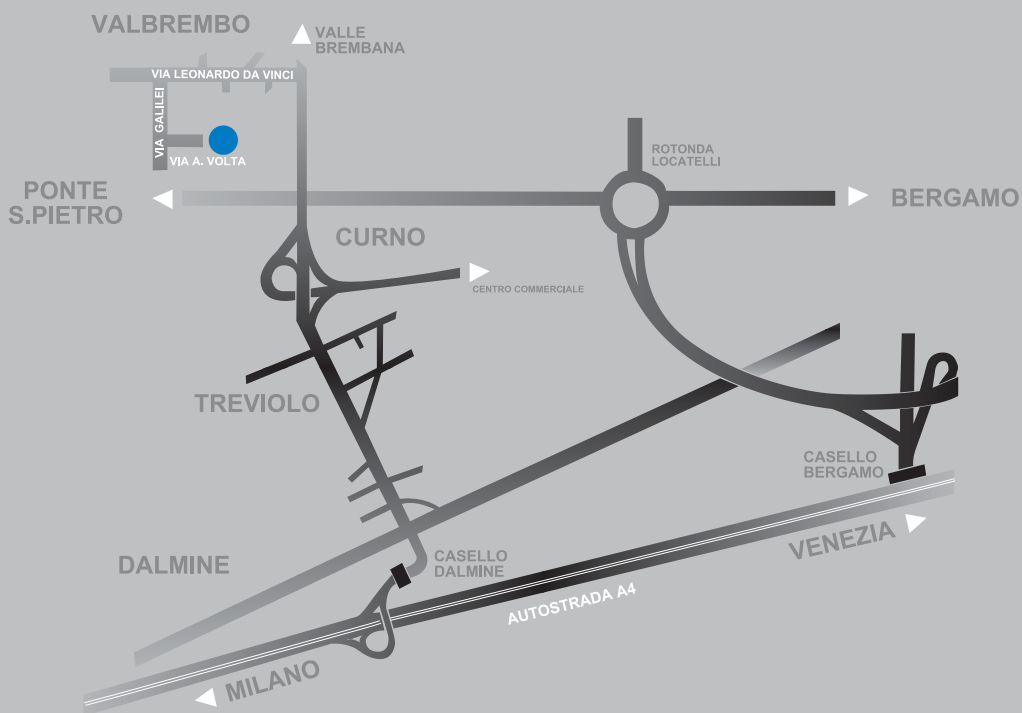 VALBREMBO
VALLE
BREMBANA
VIA LEONARDO DA VINCI
VIA GALILEI
VIA A. VOLTA
ROTONDA
LOCATELLI
PONTE
S.PIETRO
BERGAMO
CURNO
CENTRO COMMERCIALE
TREVIOLO
CASELLO
BERGAMO
VENEZIA
DALMINE
CASELLO
DALMINE
AUTOSTRADA A4
MILANO